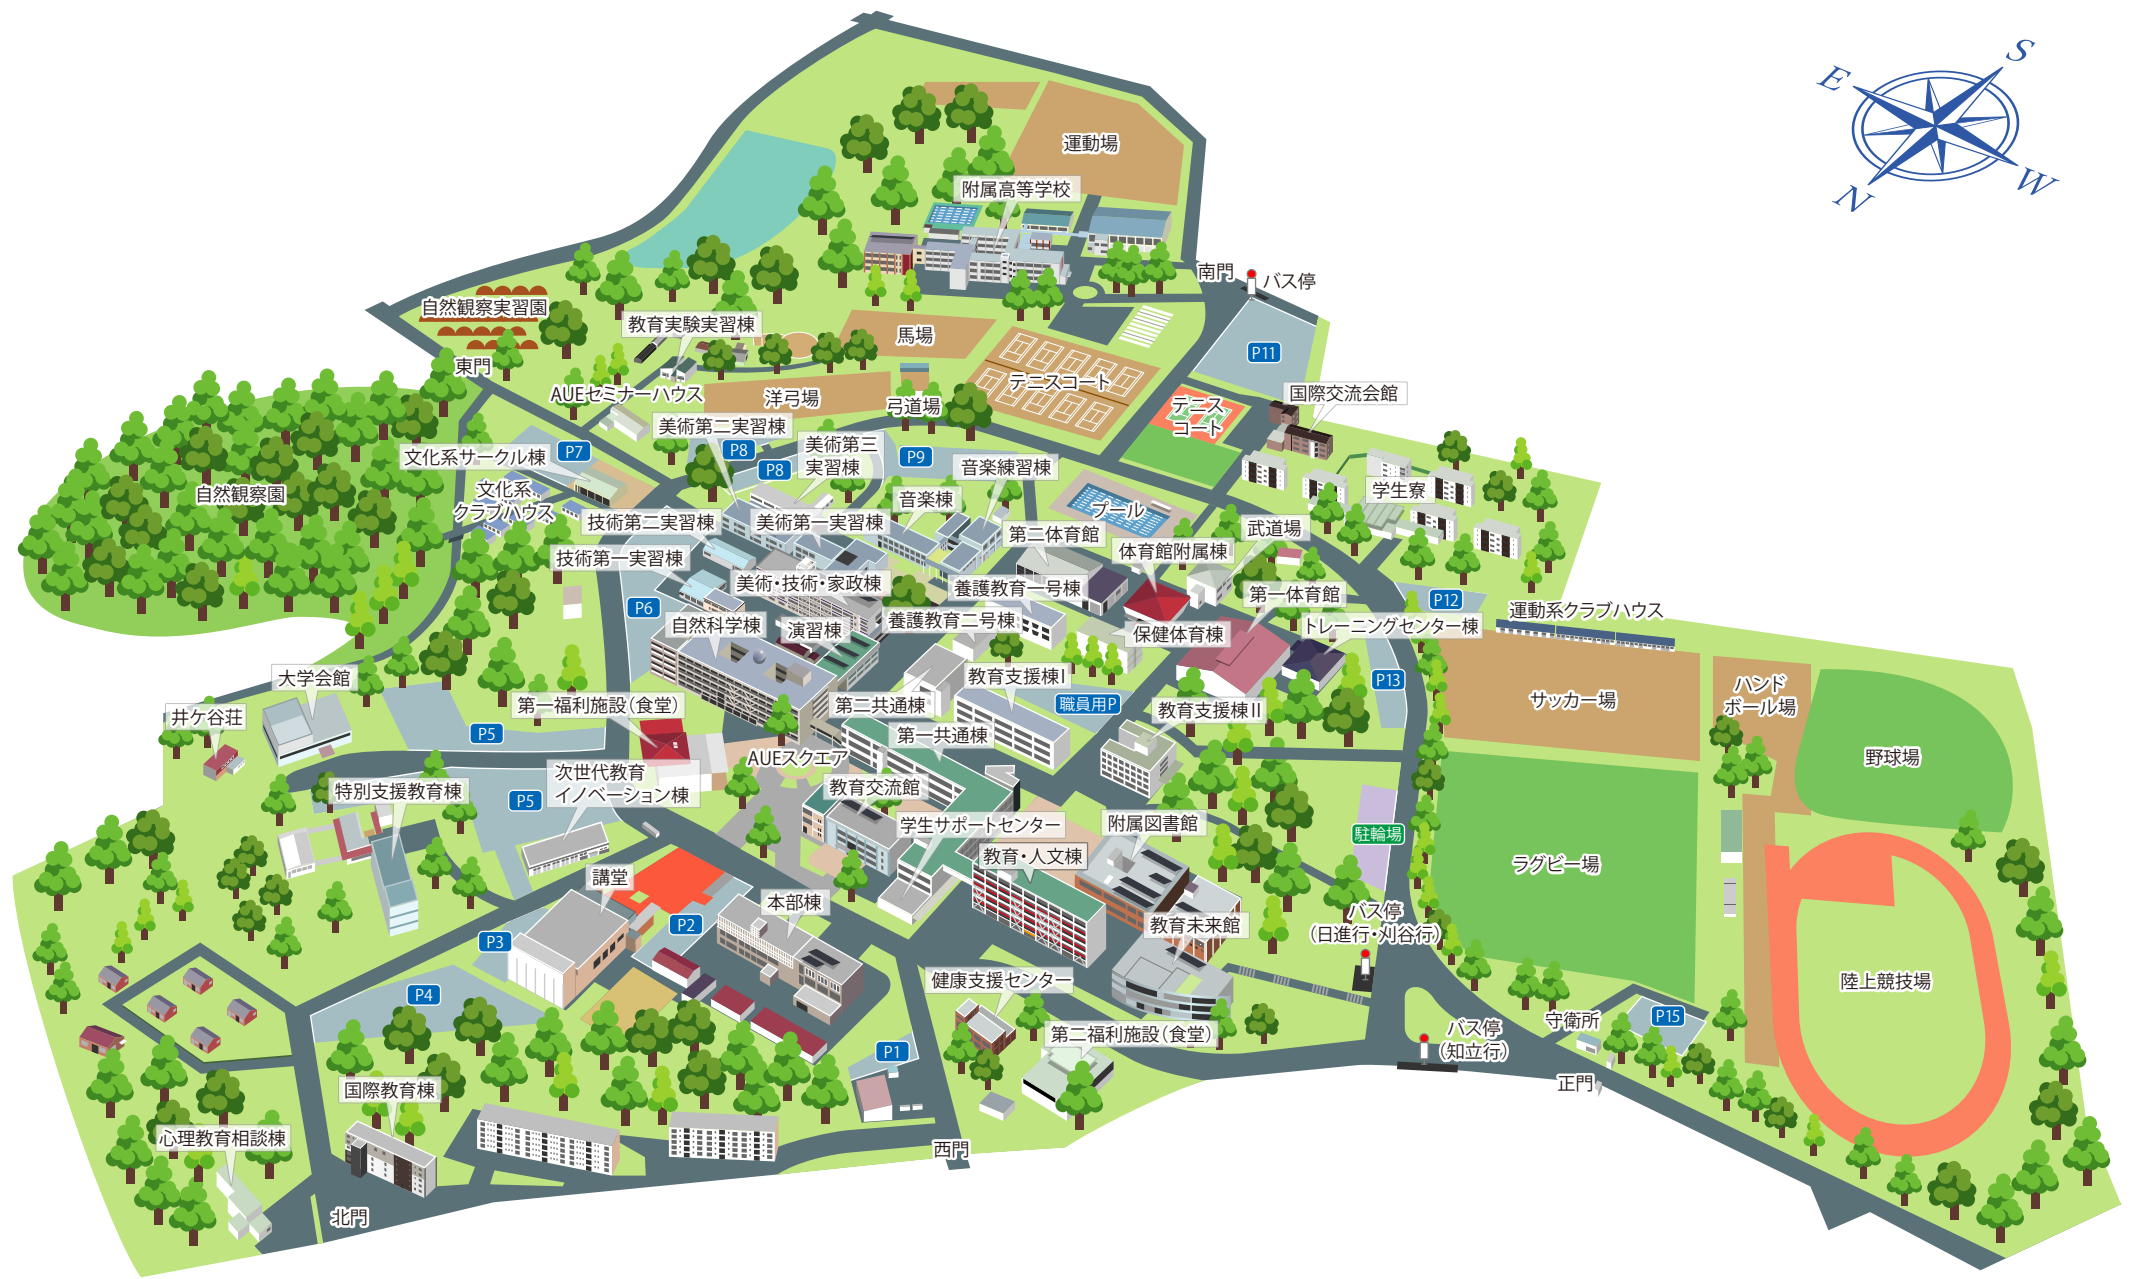 S
E
W
N
運動場
附属高等学校
南門
バス停
自然観察実習園
教育実験実習棟
馬場
P11
東門
AUEセミナーハウス
洋弓場
弓道場
テニスコート
テニス
コート
国際交流会館
美術第二実習棟
P7
P8
P8
美術第三
実習棟
P9
音楽練習棟
文化系サークル棟
自然観察園
文化系
クラブハウス
音楽棟
プール
学生寮
技術第二実習棟
美術第一実習棟
第二体育館
武道場
技術第一実習棟
体育館附属棟
美術・技術・家政棟
養護教育一号棟
第一体育館
P6
P12
運動系クラブハウス
自然科学棟
演習棟
養護教育二号棟
保健体育棟
トレーニングセンター棟
大学会館
教育支援棟I
P13
井ケ谷荘
第一福利施設（食堂）
第二共通棟
職員用P
教育支援棟II
サッカー場
ハンド
ボール場
P5
第一共通棟
AUEスクエア
野球場
次世代教育
イノベーション棟
特別支援教育棟
P5
教育交流館
学生サポートセンター
附属図書館
駐輪場
教育・人文棟
ラグビー場
講堂
本部棟
P2
P3
教育未来館
バス停
（日進行・刈谷行）
健康支援センター
陸上競技場
P4
P15
守衛所
第二福利施設（食堂）
バス停
（知立行）
P1
正門
国際教育棟
心理教育相談棟
西門
北門